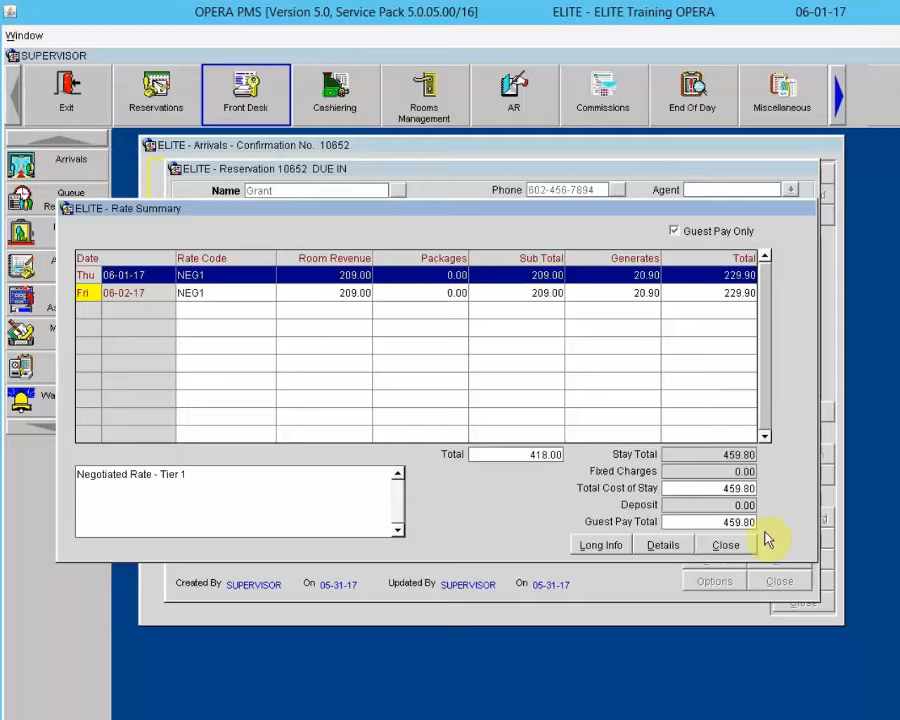 OPERA PMS [Version 5.0, Service Pack 5.0.05.00/16] ELITE - ELITE Training OPERA 06-01-17
Window
SUPERVISOR
Exit Reservations Front Desk Cashiering Rooms Management AR Commissions End Of Day Miscellaneous
Arrivals
Queue
ELITE - Arrivals - Confirmation No. 10652
ELITE - Reservation 10652 DUE IN
Name Grant Phone 602-456-7894 Agent
ELITE - Rate Summary
Guest Pay Only
Date Rate Code Room Revenue Packages Sub Total Generates Total
Thu 06-01-17 NEG1 209.00 0.00 209.00 20.90 229.90
Fri 06-02-17 NEG1 209.00 0.00 209.00 20.90 229.90
Total 418.00 Stay Total 459.80
Fixed Charges 0.00
Negotiated Rate - Tier 1
Total Cost of Stay 459.80
Deposit 0.00
Guest Pay Total 459.80
Long Info Details Close
Created By SUPERVISOR On 05-31-17 Updated By SUPERVISOR On 05-31-17 Options Close